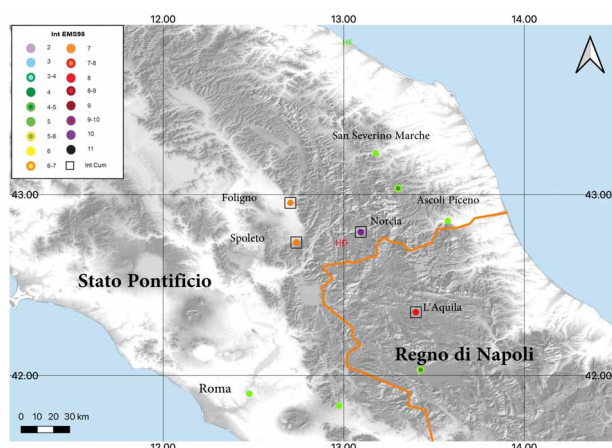 12.00 13.00 14.00
Int EMS98
2 7
3 7-8
3-4 8
4 8-9
4-5 9
5 9-10
5-6 10
6 11
6-7 Int Cum
HE
San Severino Marche
43.00 43.00
Foligno
Ascoli Piceno
Norcia
Spoleto
HD
Stato Pontificio
L'Aquila
Regno di Napoli
42.00 42.00
Roma
0 10 20 30 km
12.00 13.00 14.00